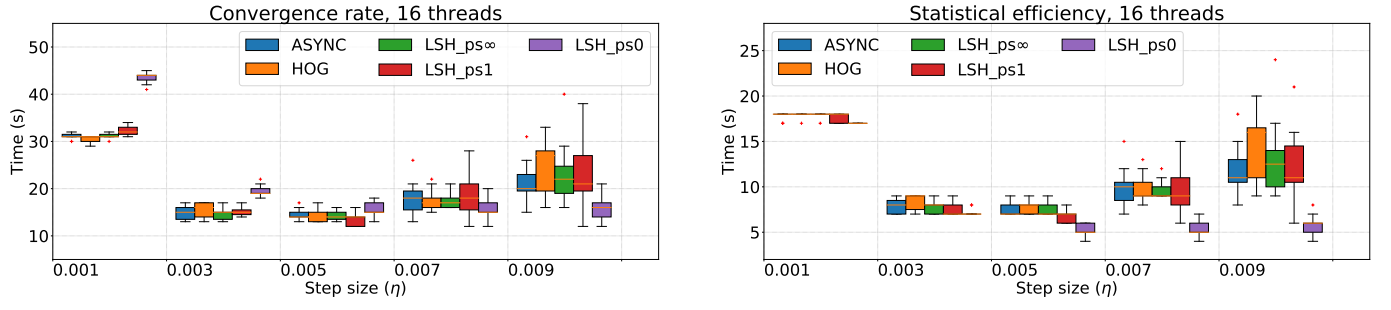 Convergence rate, 16 threads
Time (s)
50
40
30
20
10
ASYNC
HOG
LSH_ps∞
LSH_ps1
LSH_ps0
0.001 0.003 0.005 0.007 0.009
Step size (η)
Statistical efficiency, 16 threads
Time (s)
25
20
15
10
5
ASYNC
HOG
LSH_ps∞
LSH_ps1
LSH_ps0
0.001 0.003 0.005 0.007 0.009
Step size (η)